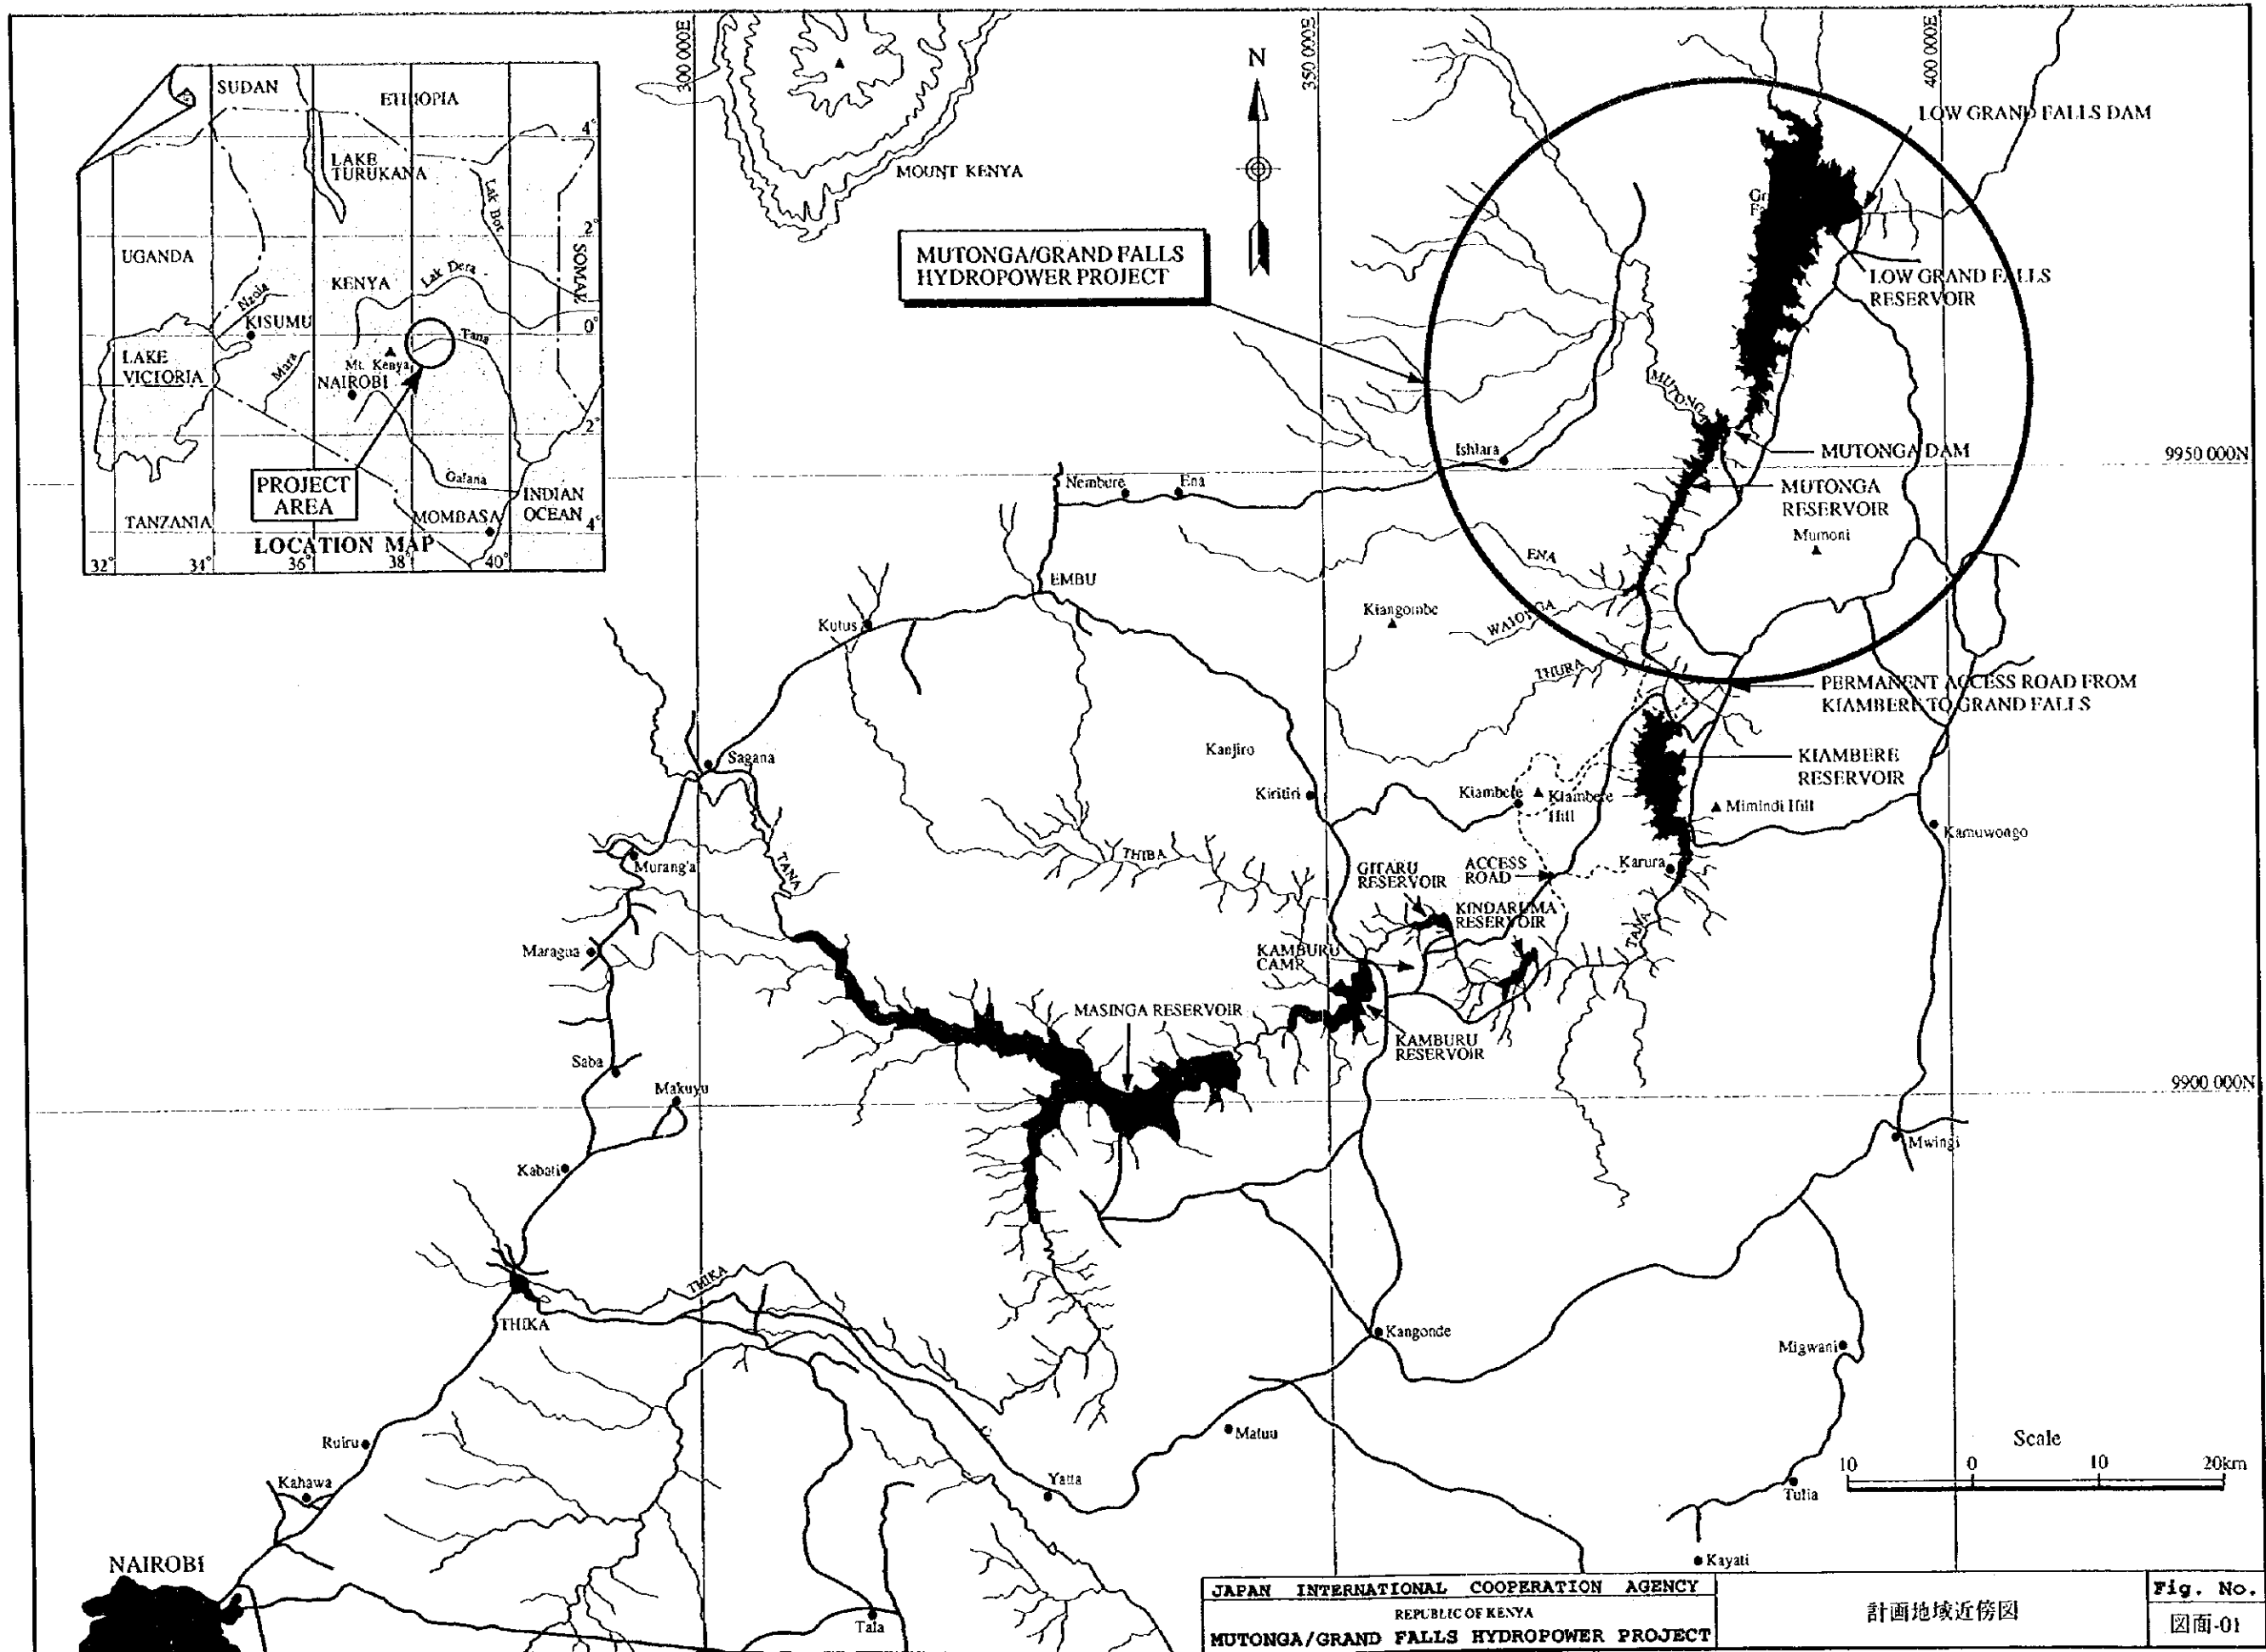 SUDAN
ETHIOPIA
LAKE
TURUKANA
Lak Bor
UGANDA
KENYA
Lak Dera
SOMALI
Nzoia
KISUMU
LAKE
VICTORIA
Mara
Mt. Kenya
NAIROBI
Tana
Galana
PROJECT
AREA
INDIAN
OCEAN
TANZANIA
MOMBASA
LOCATION MAP
4°
2°
0°
2°
4°
32°
34°
36°
38°
40°
300 000E
350 000E
400 000E
N
MOUNT KENYA
MUTONGA/GRAND FALLS
HYDROPOWER PROJECT
LOW GRAND FALLS DAM
LOW GRAND FALLS
RESERVOIR
MUTONGA DAM
9950 000N
MUTONGA
RESERVOIR
Mumoni
Ishiara
Nembure
Ena
ENA
EMBU
Kiangombe
Kutus
THURA
PERMANENT ACCESS ROAD FROM
KIAMBERE TO GRAND FALLS
Sagana
Kanjiro
KIAMBERE
RESERVOIR
Kiritiri
Kiambere
Kiambere
Hill
Mimindi Hill
Kamuwongo
Murang'a
TANA
THIBA
GITARU
RESERVOIR
ACCESS
ROAD
Karura
KINDARUMA
RESERVOIR
TANA
Maragua
KAMBURU
CAMP
MASINGA RESERVOIR
KAMBURU
RESERVOIR
Saba
Makuyu
9900 000N
Mwingi
Kabati
THIKA
THIKA
Kangonde
Migwani
Ruiru
Matuu
Scale
10 0 10 20km
Kahawa
Yatta
Tulia
NAIROBI
Kayati
Tala
JAPAN INTERNATIONAL COOPERATION AGENCY
REPUBLIC OF KENYA
MUTONGA/GRAND FALLS HYDROPOWER PROJECT
計画地域近傍図
Fig. No.
図面-01